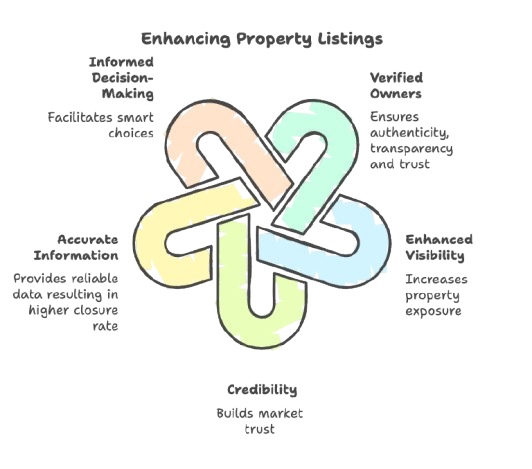 Enhancing Property Listings
Informed
Decision-
Making
Facilitates smart
choices
Verified
Owners
Ensures
authenticity,
transparency
and trust
Accurate
Information
Provides reliable
data resulting in
higher closure
rate
Enhanced
Visibility
Increases
property
exposure
Credibility
Builds market
trust